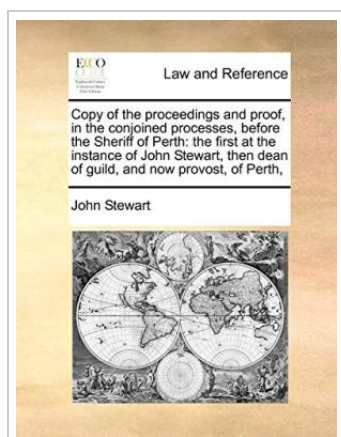 ECCO
Law and Reference
Copy of the proceedings and proof,
in the conjoined processes, before
the Sheriff of Perth: the first at the
instance of John Stewart, then dean
of guild, and now provost, of Perth,
John Stewart